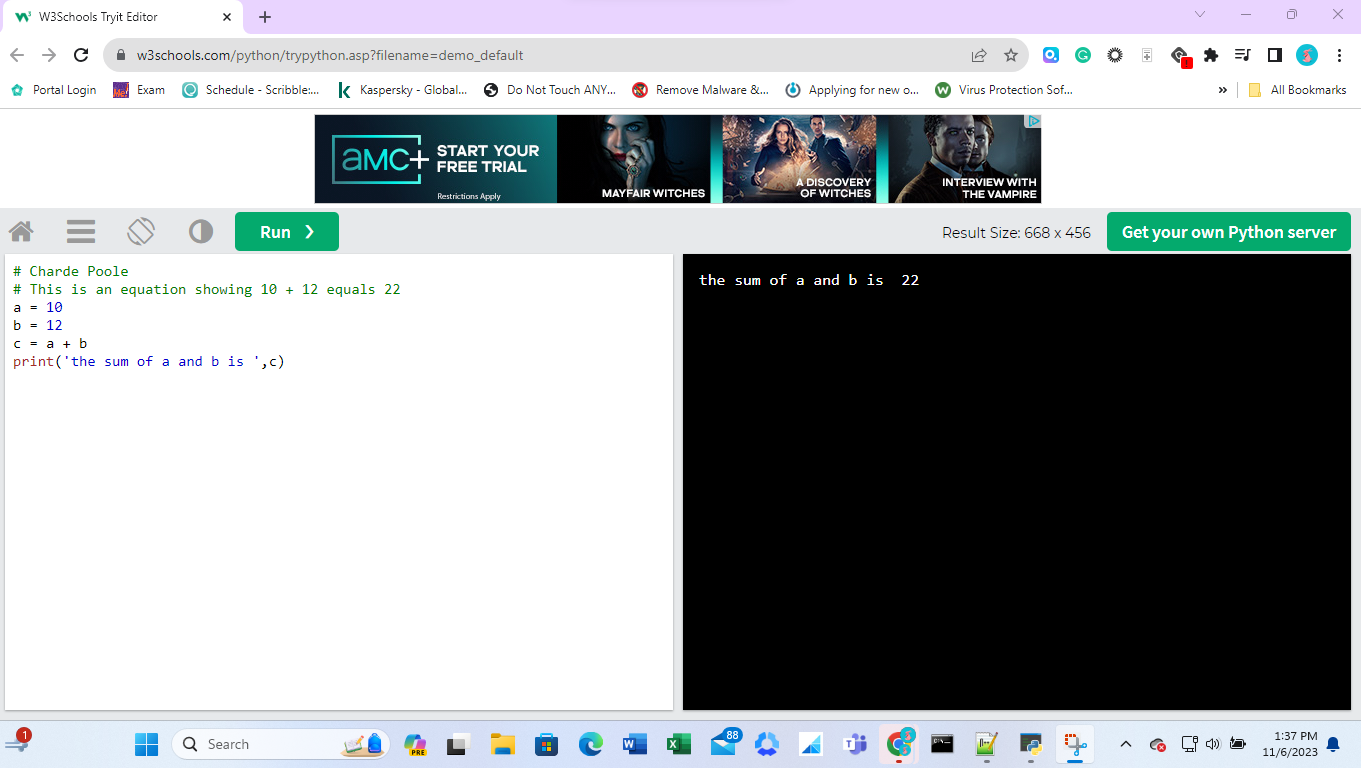 W3Schools Tryit Editor
w3schools.com/python/trypython.asp?filename=demo_default
Portal Login
Exam
Schedule - Scribble:...
Kaspersky - Global...
Do Not Touch ANY...
Remove Malware &...
Applying for new o...
Virus Protection Sof...
»
All Bookmarks
aMC+
START YOUR
FREE TRIAL
Restrictions Apply
MAYFAIR WITCHES
A DISCOVERY
OF WITCHES
INTERVIEW WITH
THE VAMPIRE
Run ❯
Result Size: 668 x 456
Get your own Python server
# Charde Poole
# This is an equation showing 10 + 12 equals 22
a = 10
b = 12
c = a + b
print('the sum of a and b is ',c)
the sum of a and b is  22
1
Search
PRE
88
1:37 PM
11/6/2023